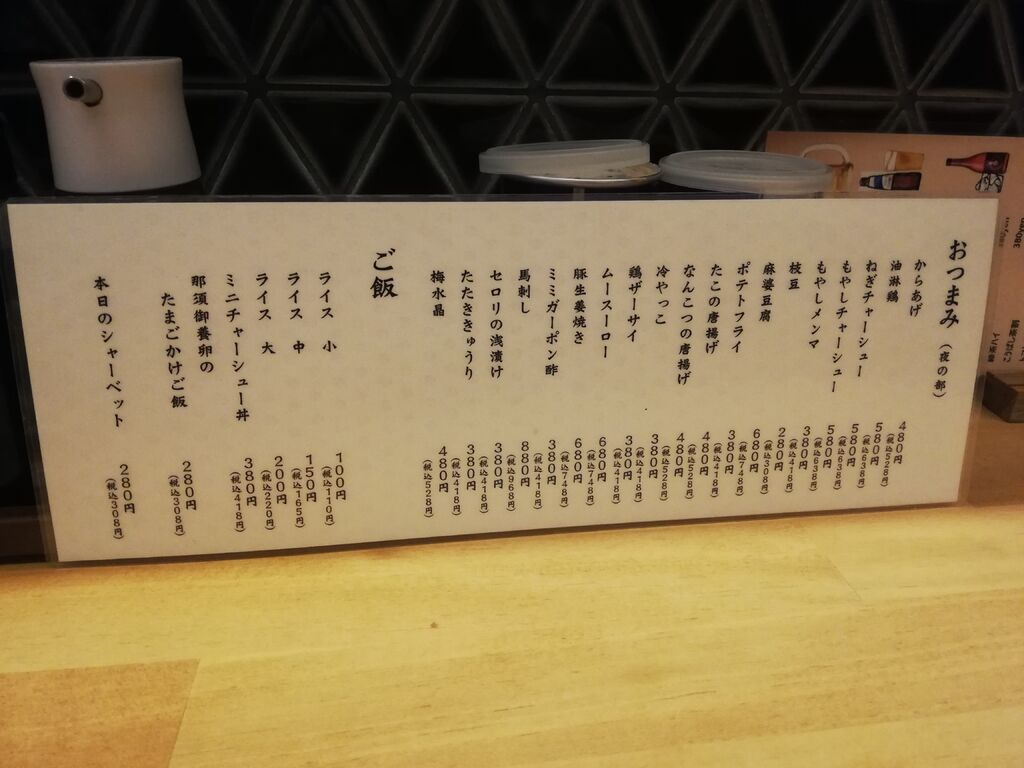 おつまみ（夜の部）
からあげ 480円（税込528円）
油淋鶏 580円（税込638円）
ねぎチャーシュー 580円（税込638円）
もやしチャーシュー 580円（税込638円）
もやしメンマ 380円（税込418円）
枝豆 280円（税込308円）
麻婆豆腐 680円（税込748円）
ポテトフライ 380円（税込418円）
たこの唐揚げ 480円（税込528円）
なんこつの唐揚げ 480円（税込528円）
冷やっこ 380円（税込418円）
鶏ザーサイ 380円（税込418円）
ムースーロー 680円（税込748円）
豚生姜焼き 680円（税込748円）
ミミガーポン酢 380円（税込418円）
馬刺し 880円（税込968円）
セロリの浅漬け 380円（税込418円）
たたききゅうり 380円（税込418円）
梅水晶 480円（税込528円）
ご飯
ライス 小 100円（税込110円）
ライス 中 150円（税込165円）
ライス 大 200円（税込220円）
ミニチャーシュー丼 380円（税込418円）
那須御養卵の
たまごかけご飯 280円（税込308円）
本日のシャーベット 280円（税込308円）